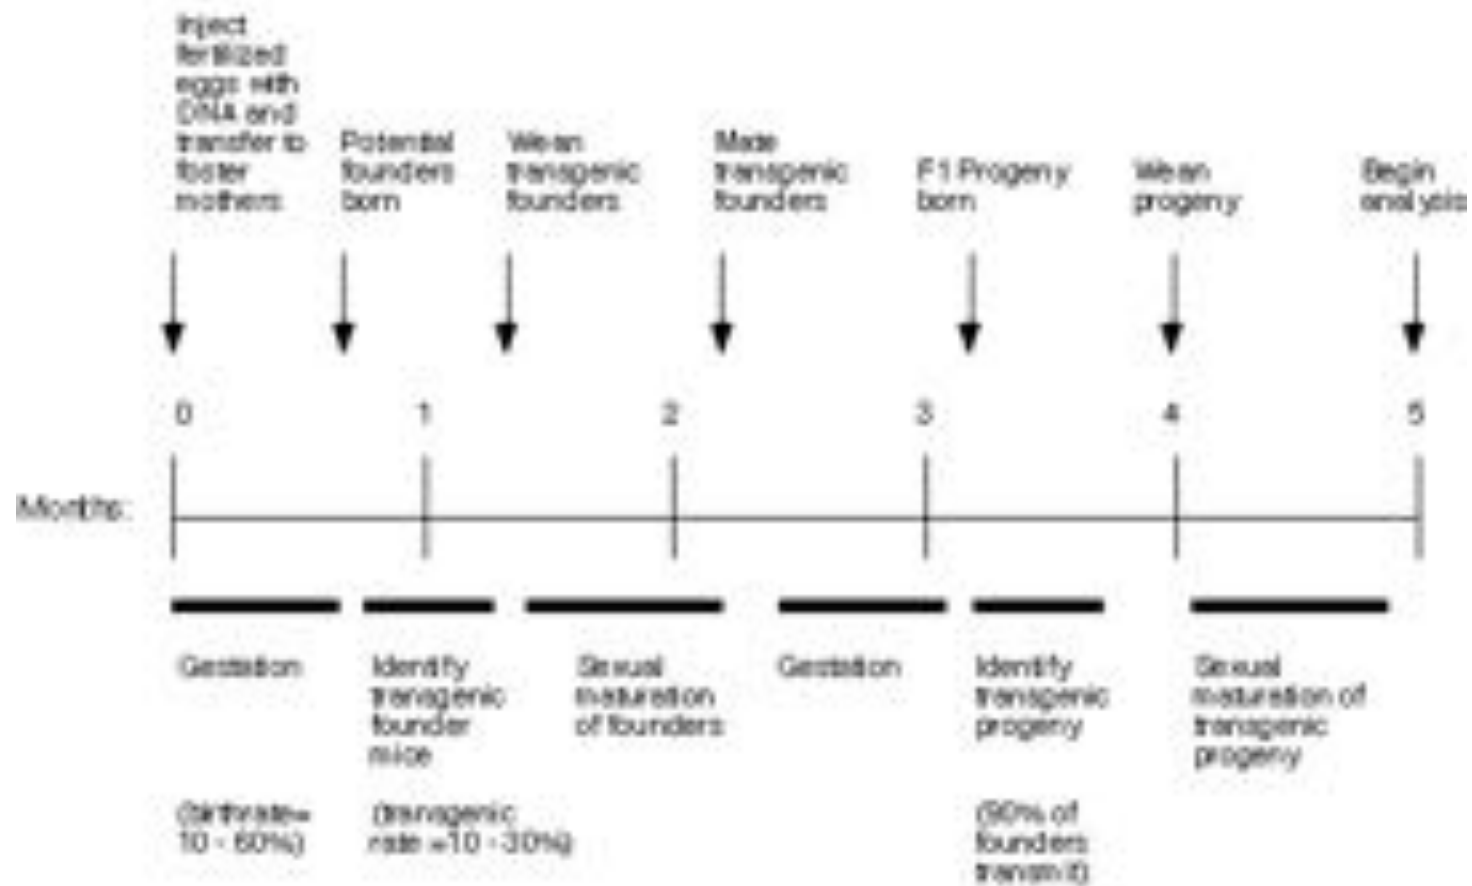 Inject
fertilized
eggs with
DNA and
transfer to
foster
mothers
Potential
founders
born
Wean
transgenic
founders
Mate
transgenic
founders
F1 Progeny
born
Wean
progeny
Begin
analysis
0
1
2
3
4
5
Months:
Gestation
Identify
transgenic
founder
mice
Sexual
maturation
of founders
Gestation
Identify
transgenic
progeny
Sexual
maturation of
transgenic
progeny
(birthrate=
10 - 60%)
(transgenic
rate =10 -30%)
(90% of
founders
transmit)